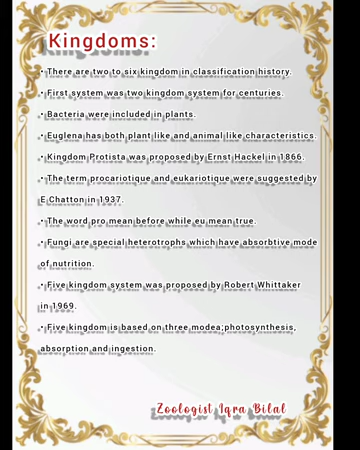 Kingdoms:
• There are two to six kingdom in classification history.
• First system was two kingdom system for centuries.
• Bacteria were included in plants.
• Euglena has both plant like and animal like characteristics.
• Kingdom Protista was proposed by Ernst Hackel in 1866.
• The term procariotique and eukariotique were suggested by
E Chatton in 1937.
• The word pro mean before while eu mean true.
• Fungi are special heterotrophs which have absorbtive mode
of nutrition.
• Five kingdom system was proposed by Robert Whittaker
in 1969.
• Five kingdom is based on three modea;photosynthesis,
absorption and ingestion.
Zoologist Iqra Bilal